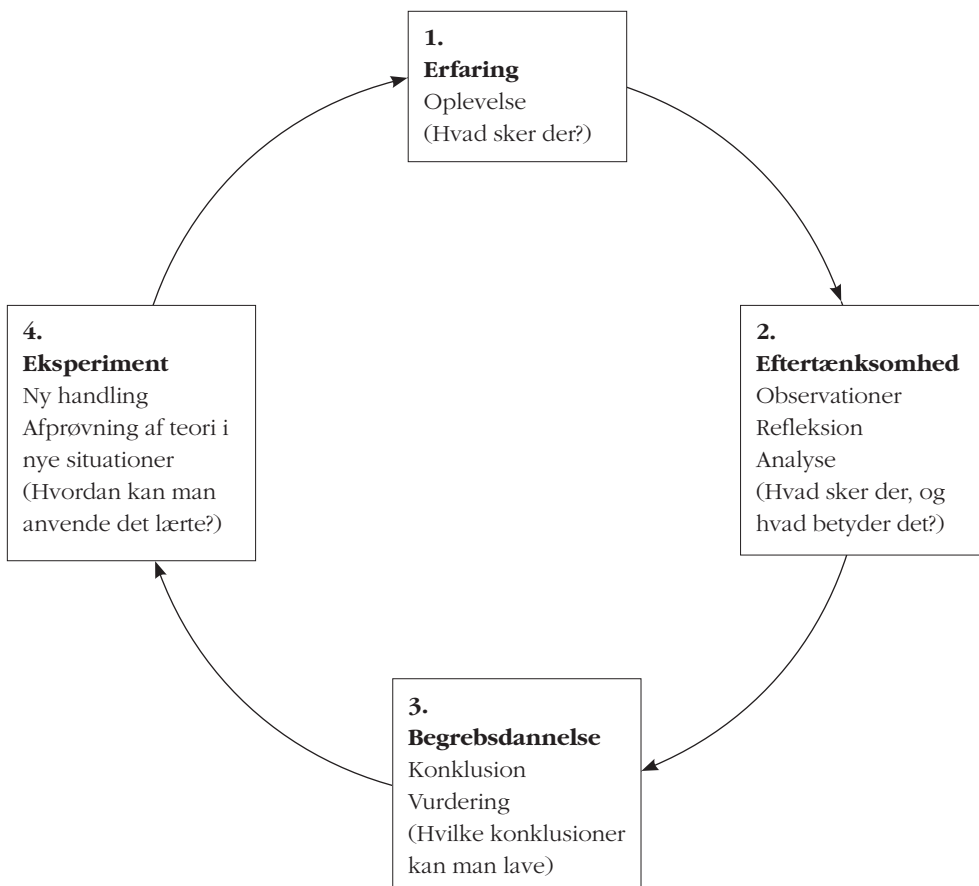 1.
Erfaring
Oplevelse
(Hvad sker der?)
2.
Eftertænksomhed
Observationer
Refleksion
Analyse
(Hvad sker der, og
hvad betyder det?)
3.
Begrebsdannelse
Konklusion
Vurdering
(Hvilke konklusioner
kan man lave)
4.
Eksperiment
Ny handling
Afprøvning af teori i
nye situationer
(Hvordan kan man
anvende det lærte?)